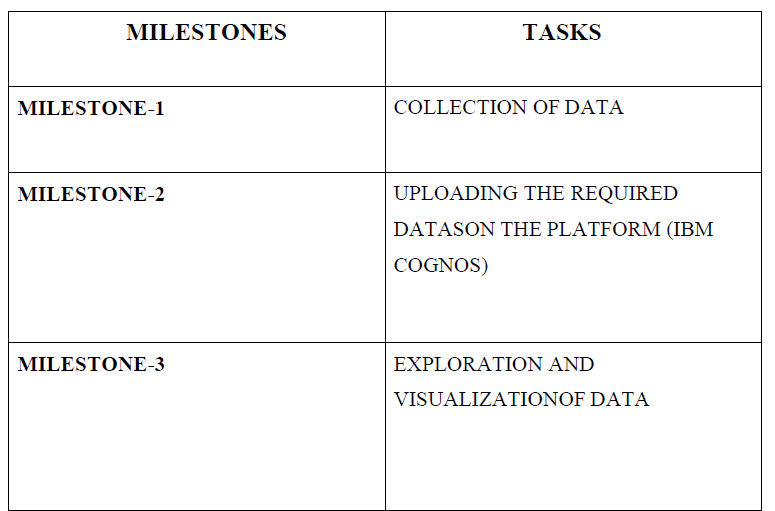 MILESTONES TASKS
MILESTONE-1 COLLECTION OF DATA
MILESTONE-2 UPLOADING THE REQUIRED
DATASON THE PLATFORM (IBM
COGNOS)
MILESTONE-3 EXPLORATION AND
VISUALIZATIONOF DATA